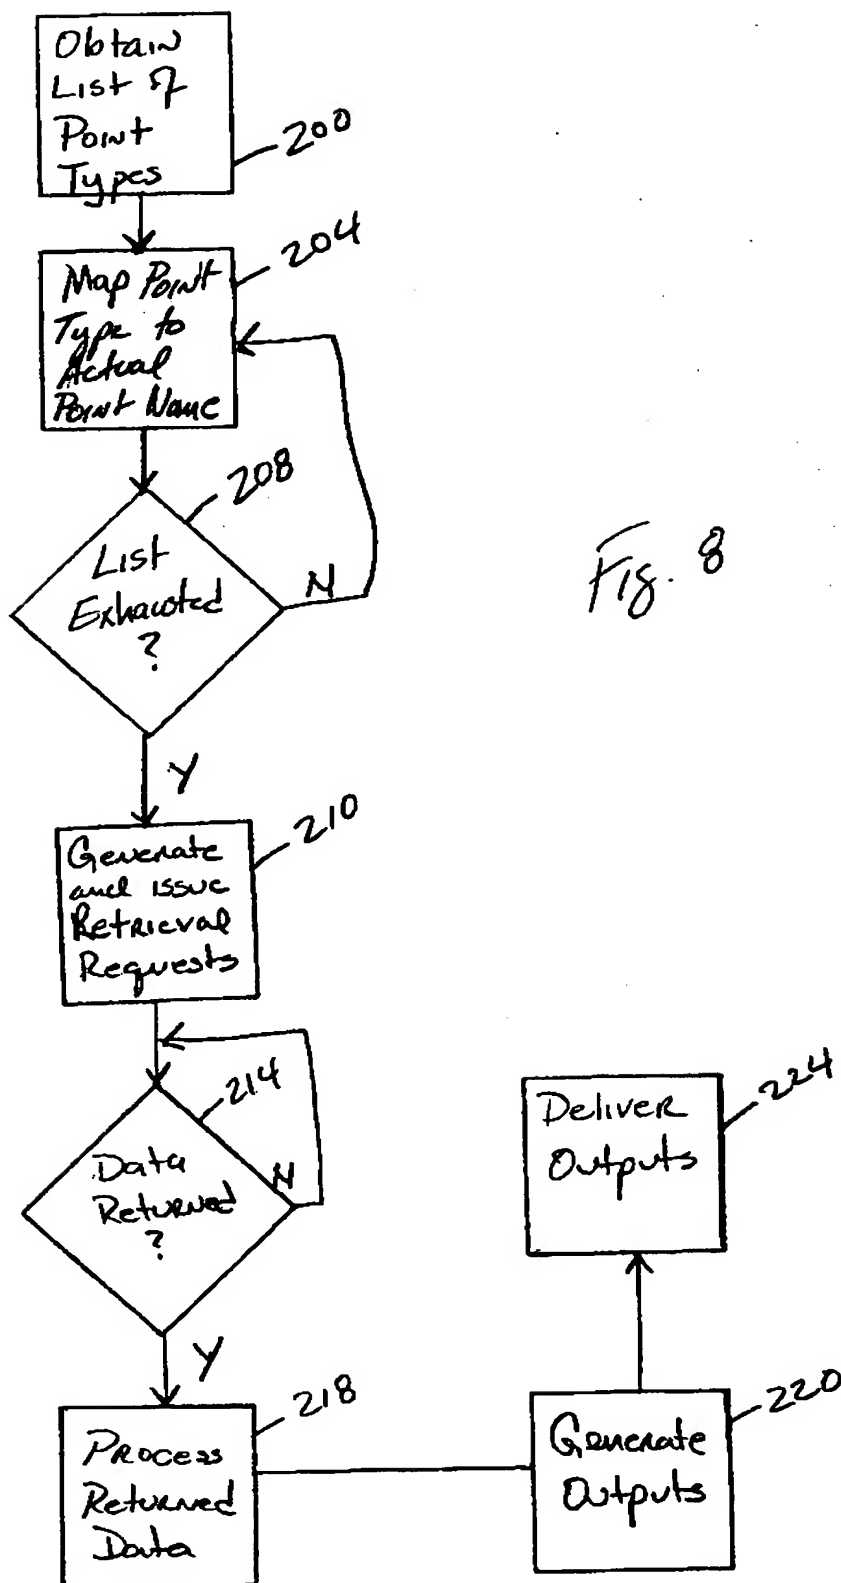 Obtain
List of
Point
Types
200
204
Map Point
Type to
Actual
Point Name
208
List
Exhausted
?
N
Fig. 8
Y
210
Generate
and issue
Retrieval
Requests
214
Data
Returned
?
N
224
Deliver
Outputs
Y
218
Process
Returned
Data
220
Generate
Outputs